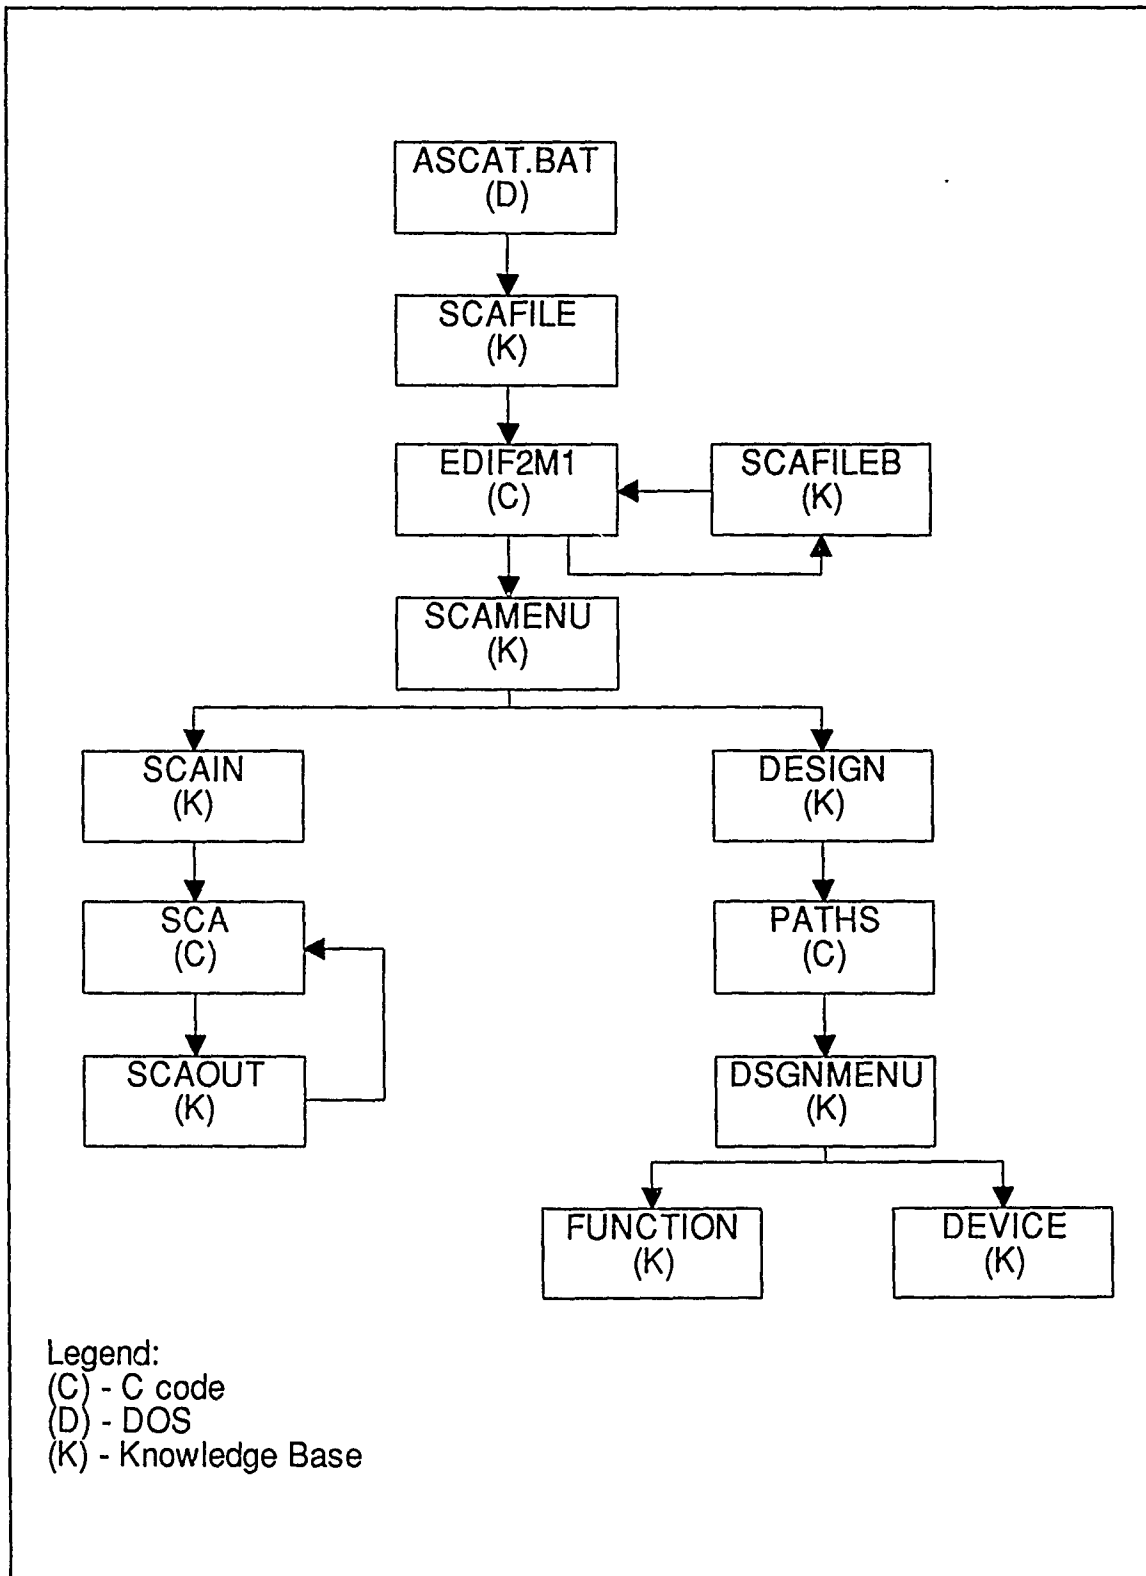 ASCAT.BAT
(D)
SCAFILE
(K)
EDIF2M1
(C)
SCAFILEB
(K)
SCAMENU
(K)
SCAIN
(K)
DESIGN
(K)
SCA
(C)
PATHS
(C)
SCAOUT
(K)
DSGNMENU
(K)
FUNCTION
(K)
DEVICE
(K)
Legend:
(C) - C code
(D) - DOS
(K) - Knowledge Base